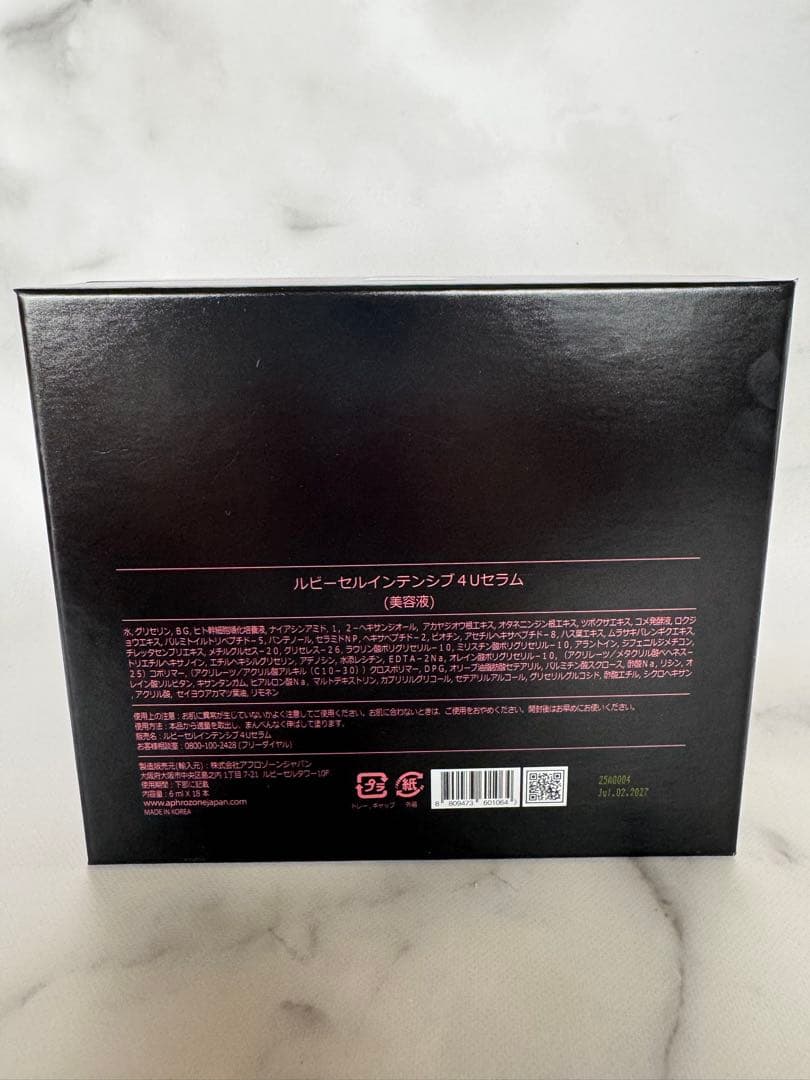 ルビーセルインテンシブ4Uセラム
(美容液)
水, グリセリン, BG, ヒト幹細胞順化培養液, ナイアシンアミド, 1, 2-ヘキサンジオール, アカヤジオウ根エキス, オタネニンジン根エキス, ツボクサエキス, コメ発酵液, ロクジ
ョウエキス, パルミトイルトリペプチド-5, パンテノール, セラミドNP, ヘキサペプチド-2, ビオチン, アセチルヘキサペプチド-8, ハス葉エキス, ムラサキバレンギクエキス,
チレッタセンブリエキス, メチルグルセス-20, グリセレス-26, ラウリン酸ポリグリセリル-10, ミリスチン酸ポリグリセリル-10, アラントイン, ジフェニルジメチコン,
トリエチルヘキサノイン, エチルヘキシルグリセリン, アデノシン, 水添レシチン, EDTA-2Na, オレイン酸ポリグリセリル-10, (アクリレーツ/メタクリル酸ベヘネス-
25) コポリマー, (アクリレーツ/アクリル酸アルキル (C10-30)) クロスポリマー, DPG, オリーブ油脂肪酸セテアリル, パルミチン酸スクロース, 酢酸Na, リシン, オ
レイン酸ソルビタン, キサンタンガム, ヒアルロン酸Na, マルトデキストリン, カプリリルグリコール, セテアリルアルコール, グリセリルグルコシド, 酢酸エチル, シクロヘキサン
, アクリル酸, セイヨウアカマツ葉油, リモネン
使用上の注意：お肌に異常が生じていないかよく注意してご使用ください。お肌に合わないときは、ご使用をおやめください。開封後はお早めにお使いください。
使用方法：本品から適量を取出し、まんべんなく伸ばして塗ります。
販売名：ルビーセルインテンシブ4Uセラム
お客様相談室：0800-100-2428 (フリーダイヤル)
製造販売元(輸入元)：株式会社アフロゾーンジャパン
大阪府大阪市中央区島之内 1丁目 7-21 ルビーセルタワー10F
使用期間：下部に記載
内容量：6 ml X 15 本
www.aphrozonejapan.com
MADE IN KOREA
プラ
トレー, ギャップ
紙
外箱
8 809473 601064
25A0004
Jul.02.2027